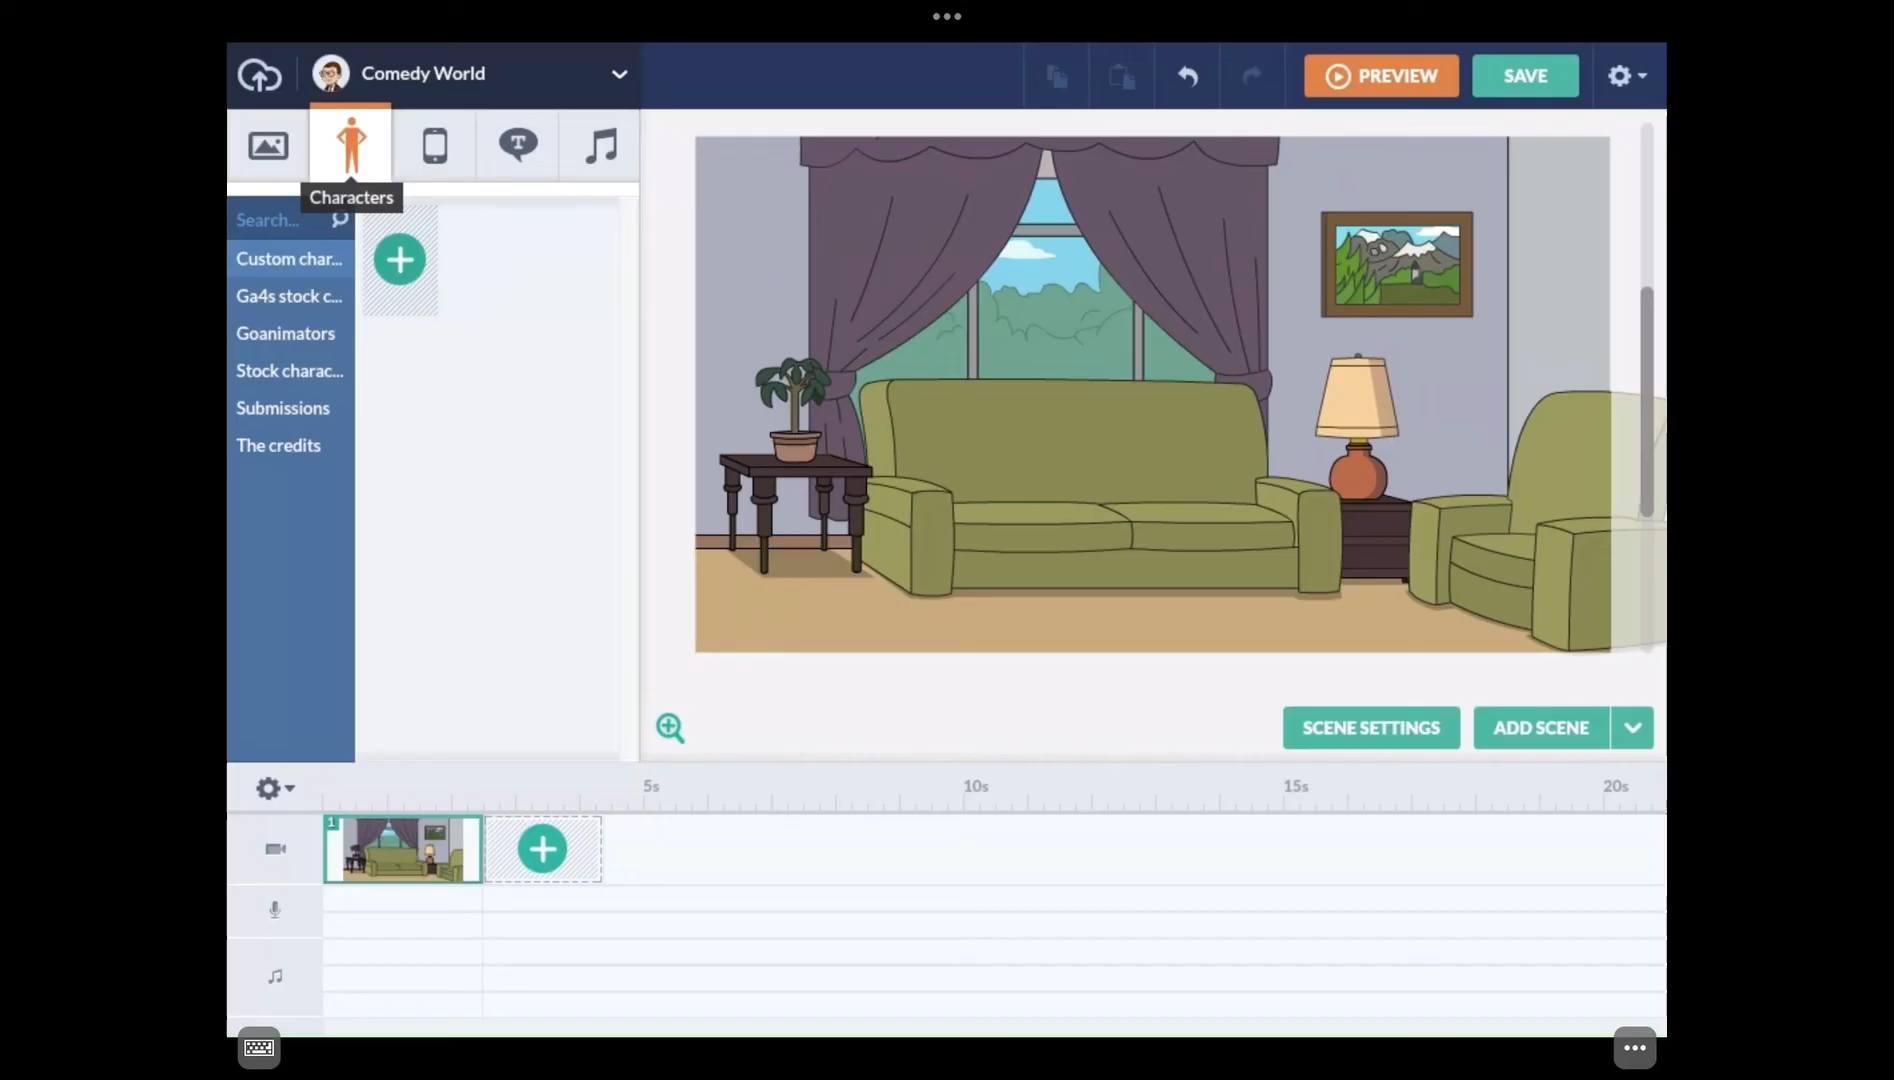 Comedy World
PREVIEW
SAVE
T
Characters
Search...
Custom char...
Ga4s stock c...
Goanimators
Stock charac...
Submissions
The credits
SCENE SETTINGS
ADD SCENE
5s
10s
15s
20s
1